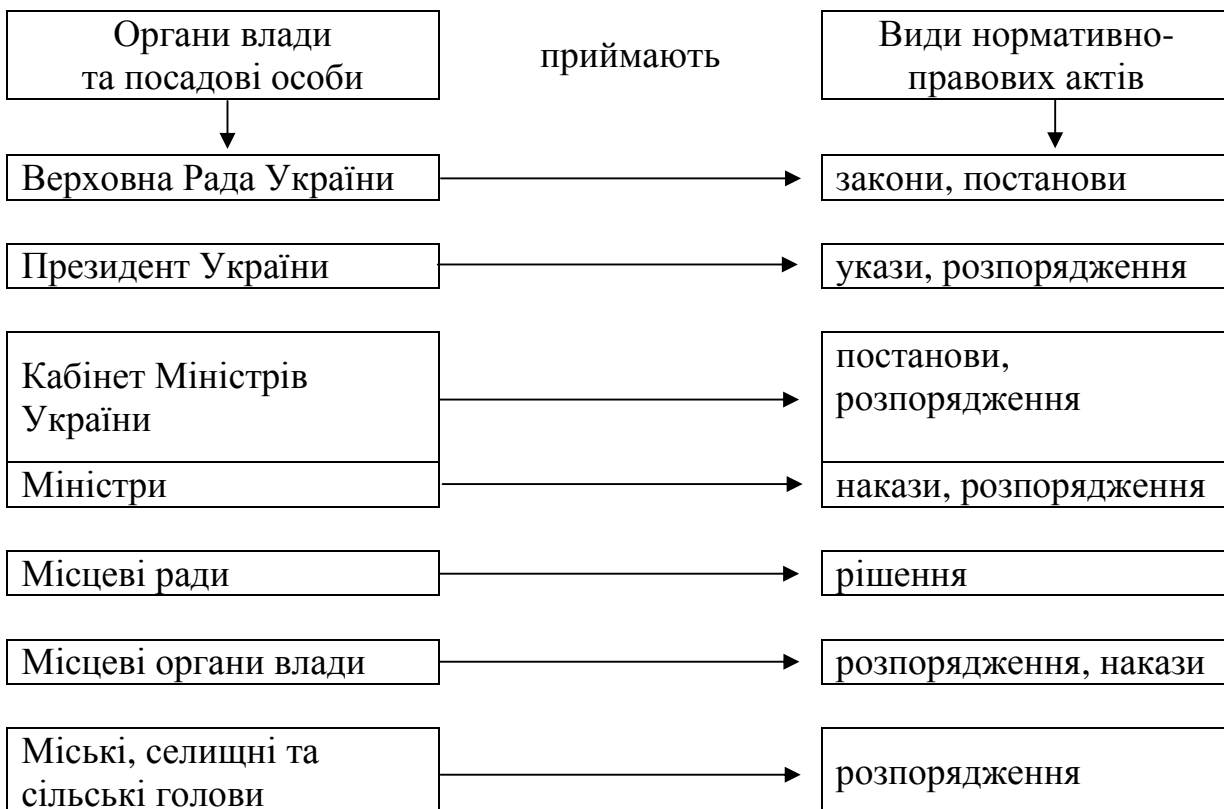 Органи влади
та посадові особи
приймають
Види нормативно-
правових актів
Верховна Рада України
закони, постанови
Президент України
укази, розпорядження
Кабінет Міністрів
України
постанови,
розпорядження
Міністри
накази, розпорядження
Місцеві ради
рішення
Місцеві органи влади
розпорядження, накази
Міські, селищні та
сільські голови
розпорядження